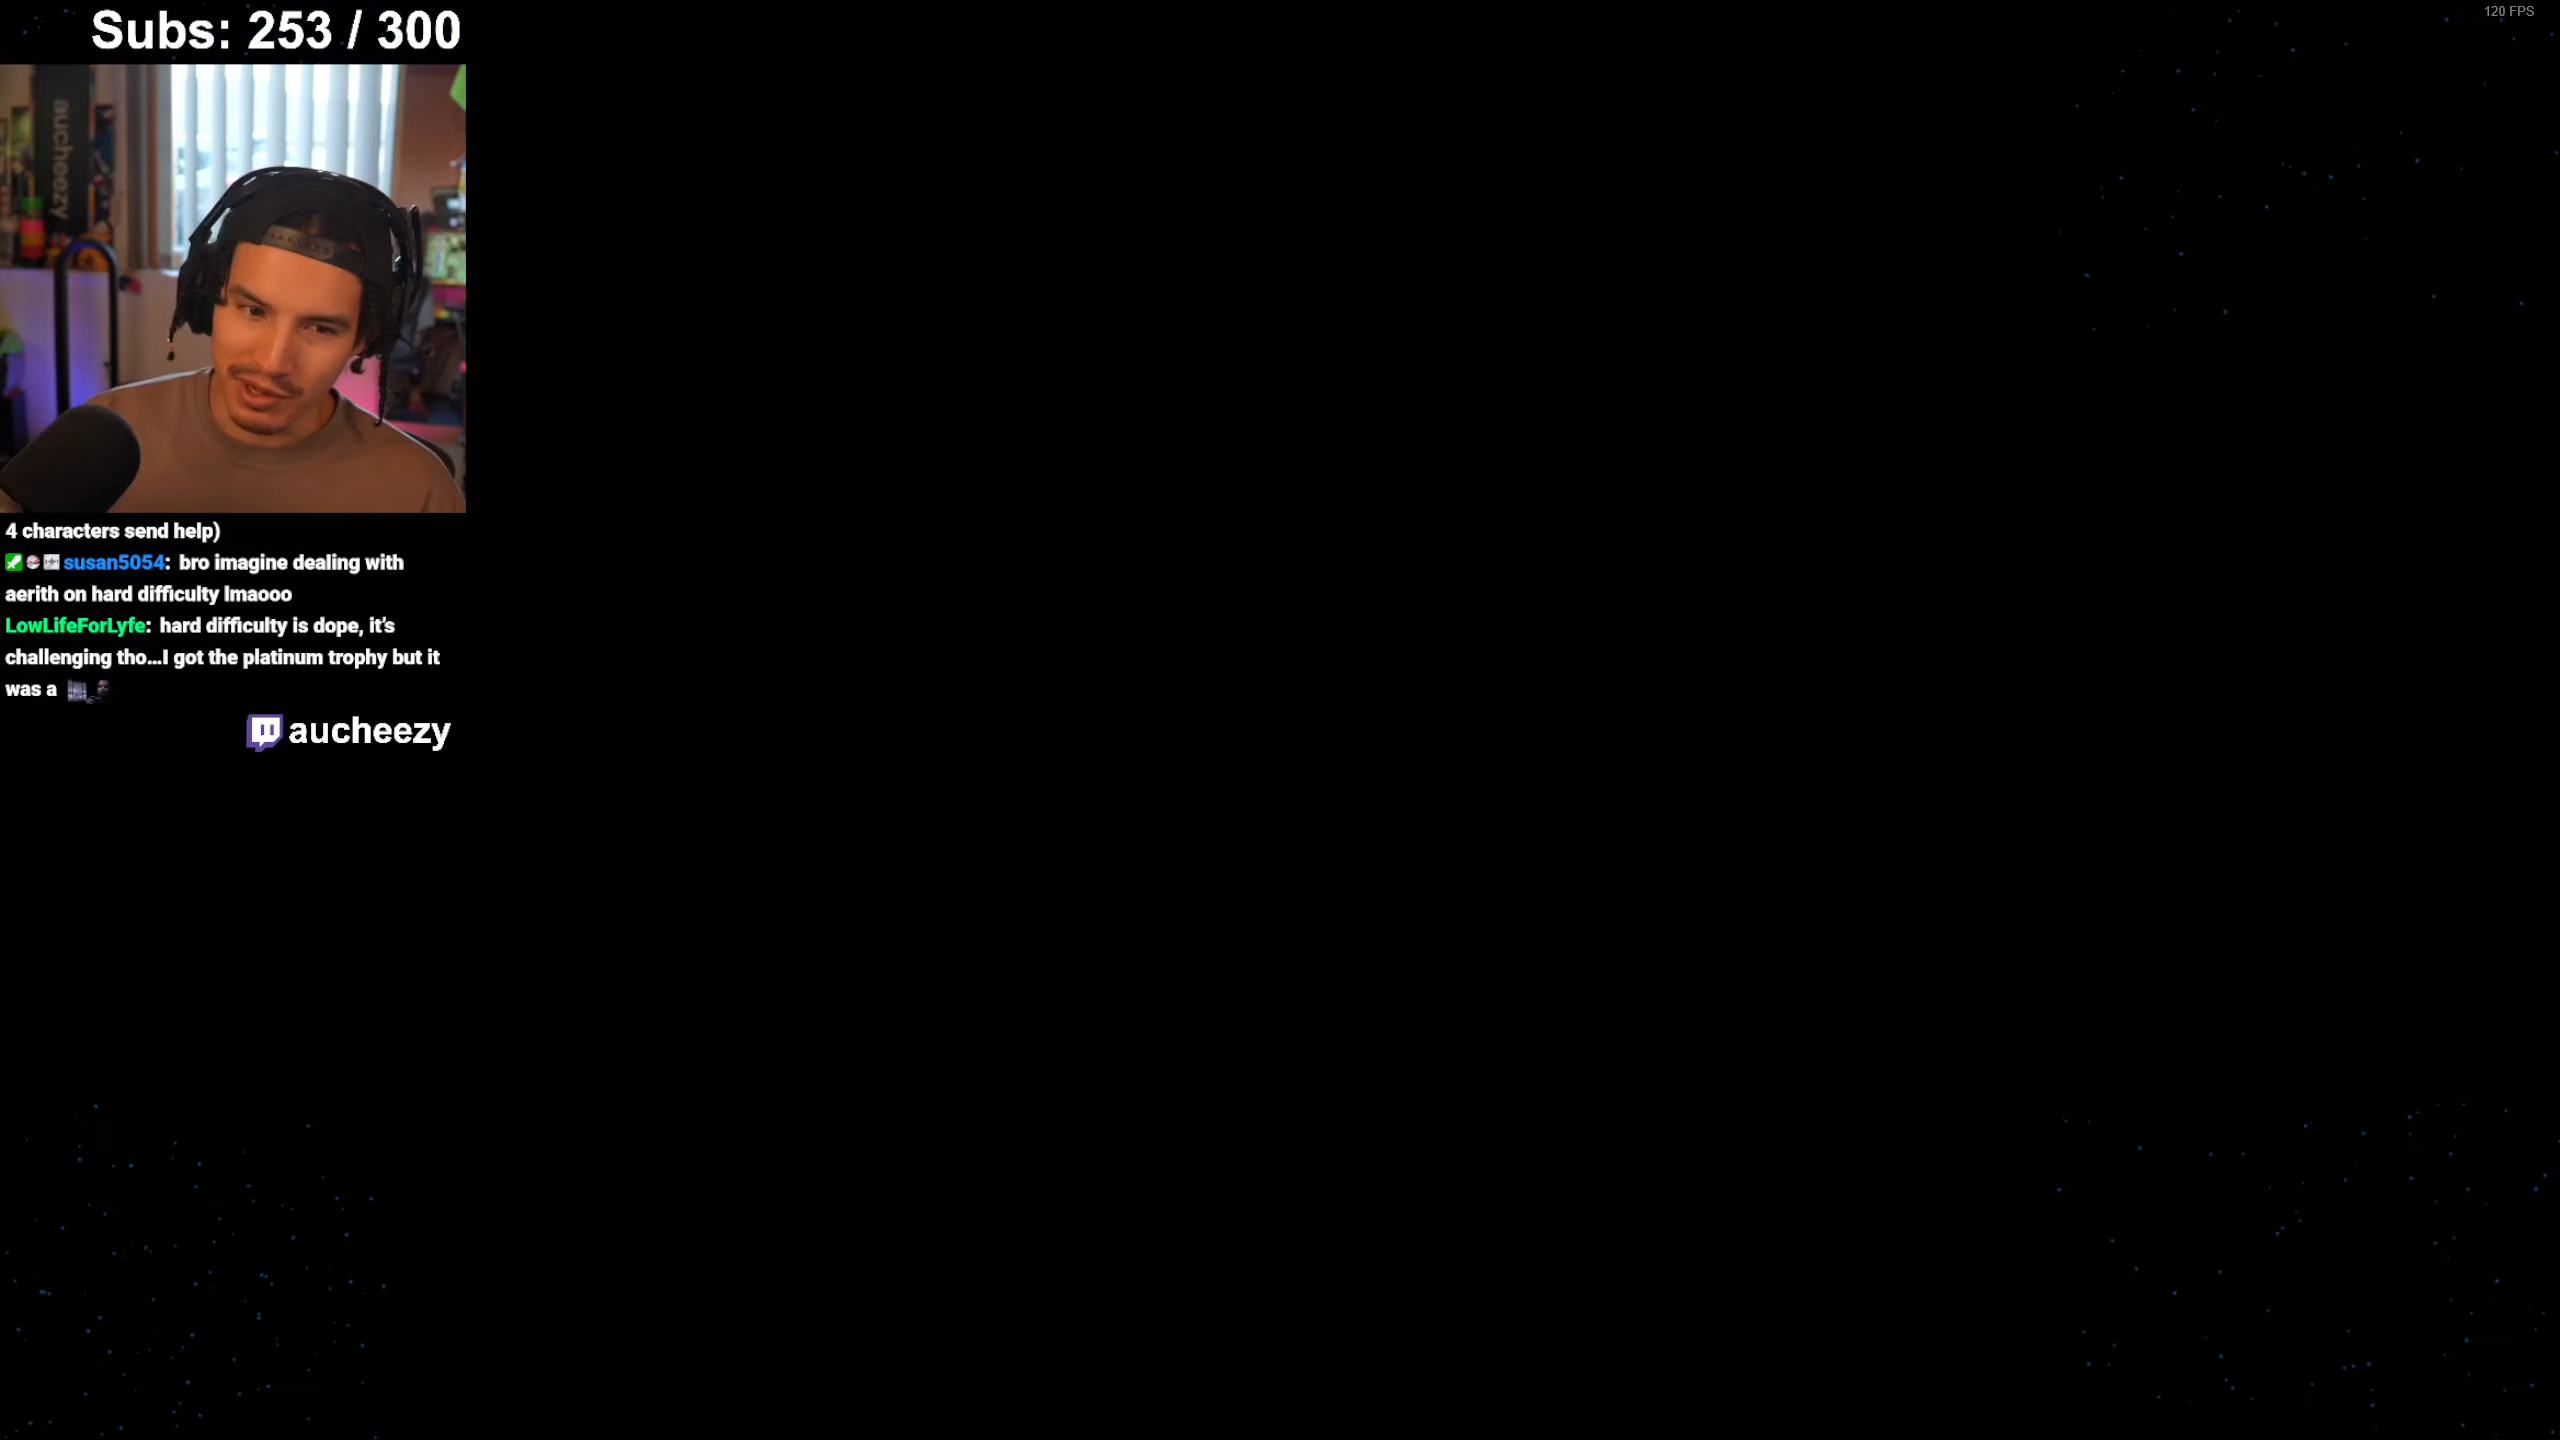 Subs: 253 / 300
120 FPS
aucheezy
4 characters send help)
susan5054: bro imagine dealing with
aerith on hard difficulty lmaooo
LowLifeForLyfe: hard difficulty is dope, it's
challenging tho...I got the platinum trophy but it
was a
aucheezy